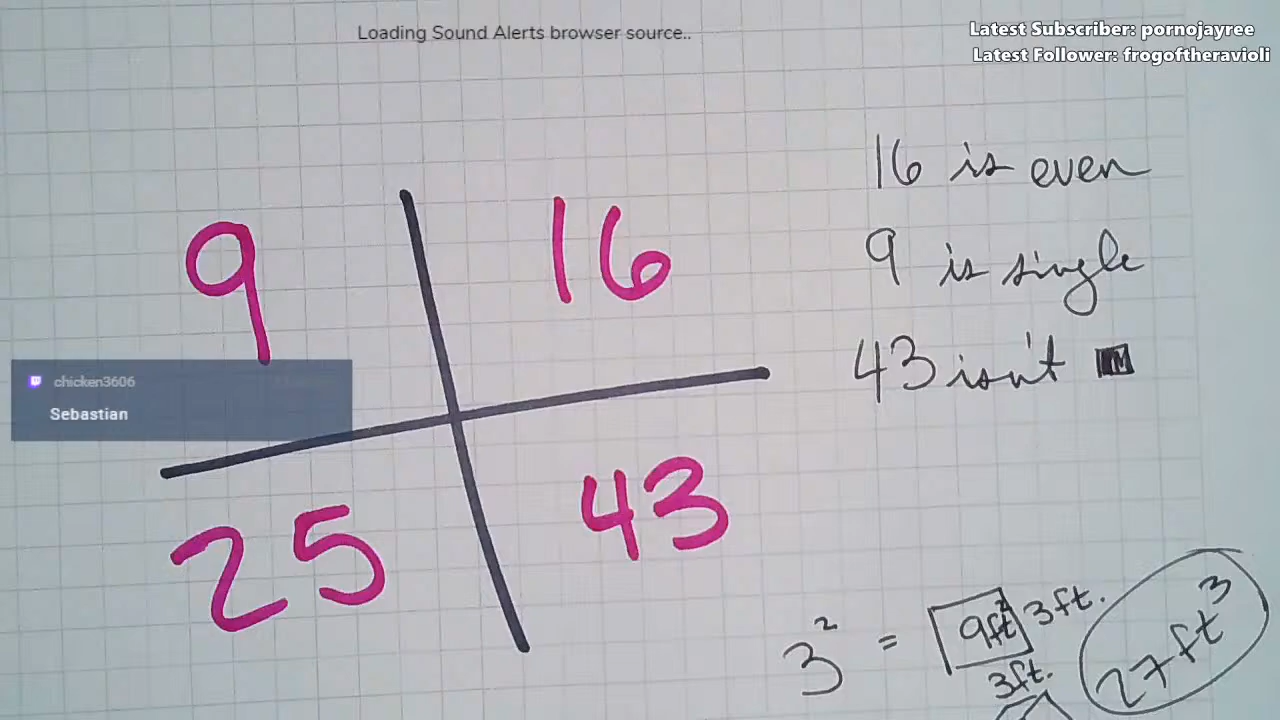 Loading Sound Alerts browser source..
Latest Subscriber: pornojayree
Latest Follower: frogoftheravioli
9
16
25
43
16 is even
9 is single
43 isn't
chicken3606
Sebastian
3² = 9ft² 3ft.
3ft.
27ft³